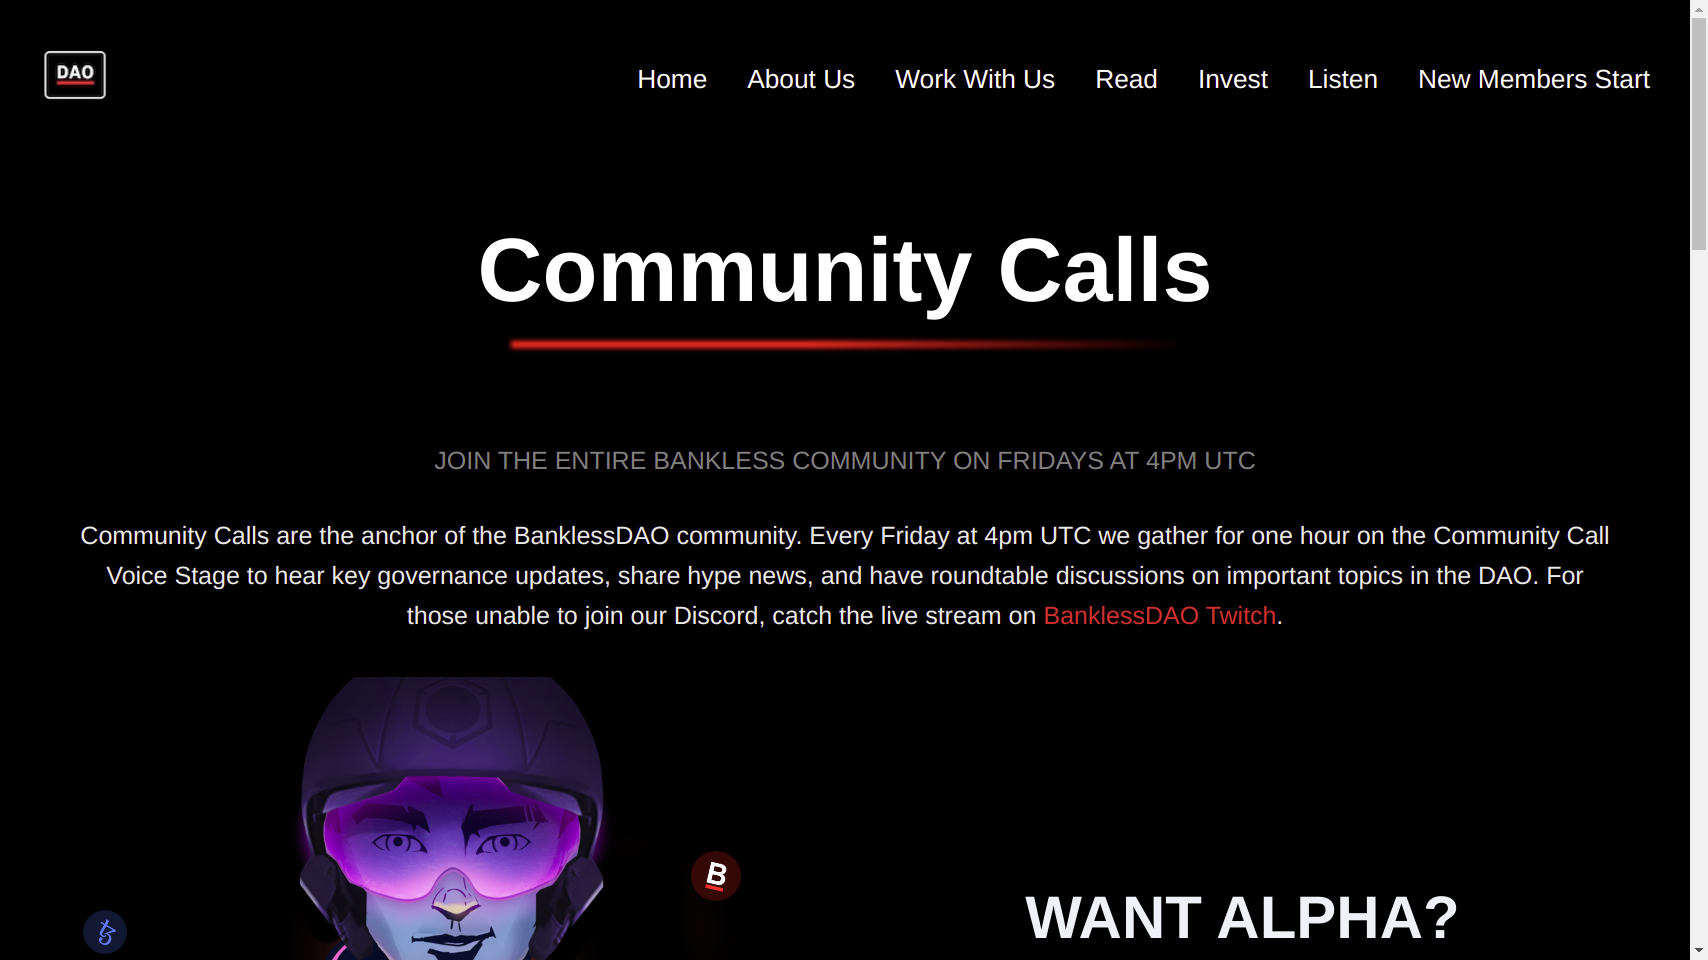 DAO
Home
About Us
Work With Us
Read
Invest
Listen
New Members Start
Community Calls
JOIN THE ENTIRE BANKLESS COMMUNITY ON FRIDAYS AT 4PM UTC
Community Calls are the anchor of the BanklessDAO community. Every Friday at 4pm UTC we gather for one hour on the Community Call
Voice Stage to hear key governance updates, share hype news, and have roundtable discussions on important topics in the DAO. For
those unable to join our Discord, catch the live stream on BanklessDAO Twitch.
B
WANT ALPHA?